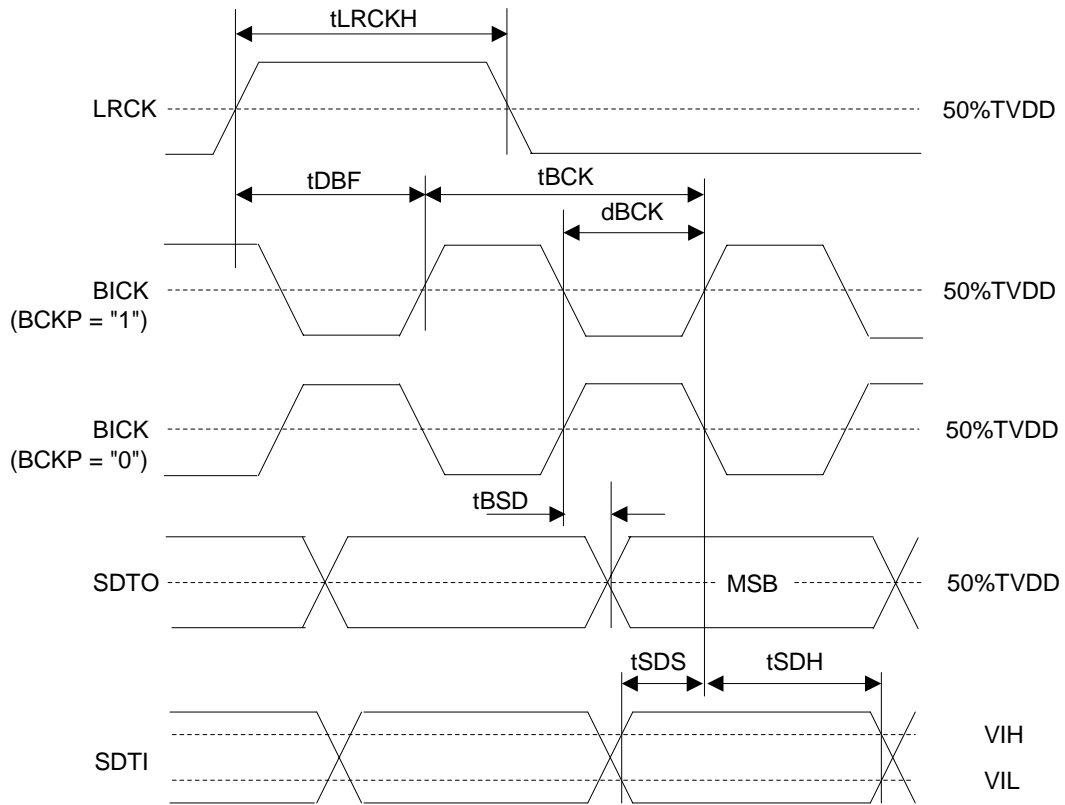 tLRCKH
LRCK
50%TVDD
tDBF
tBCK
dBCK
BICK
(BCKP = "1")
50%TVDD
BICK
(BCKP = "0")
50%TVDD
tBSD
SDTO
MSB
50%TVDD
tSDS
tSDH
SDTI
VIH
VIL